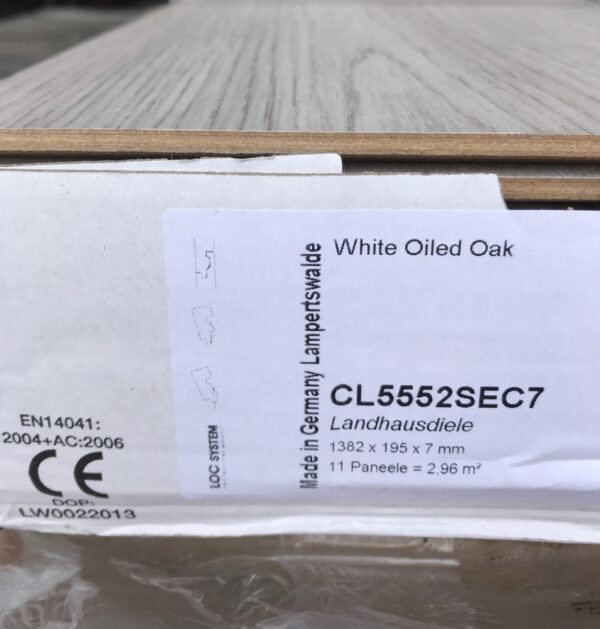 White Oiled Oak
Made in Germany Lampertswalde
CL5552SEC7
Landhausdiele
1382 x 195 x 7 mm
11 Paneele = 2,96 m²
LOC SYSTEM
EN14041:
2004+AC:2006
CE
DOP:
LW0022013